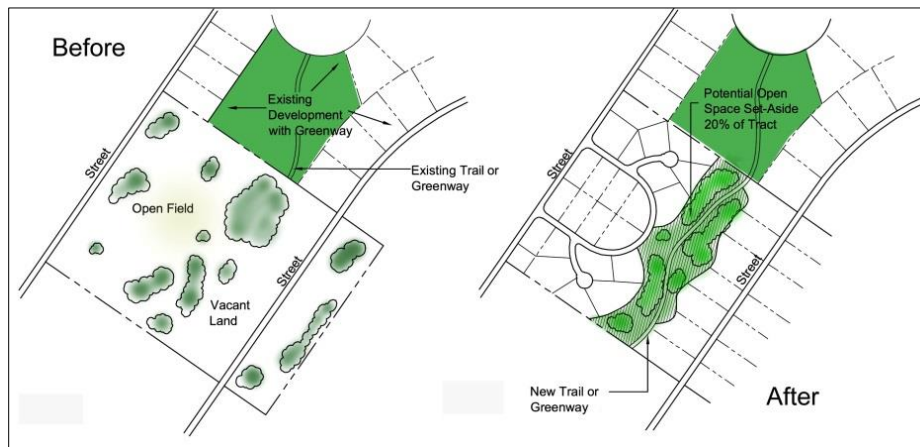 Before
Existing
Development
with Greenway
Street
Existing Trail or
Greenway
Open Field
Street
Vacant
Land
Potential Open
Space Set-Aside
20% of Tract
Street
Street
New Trail or
Greenway
After